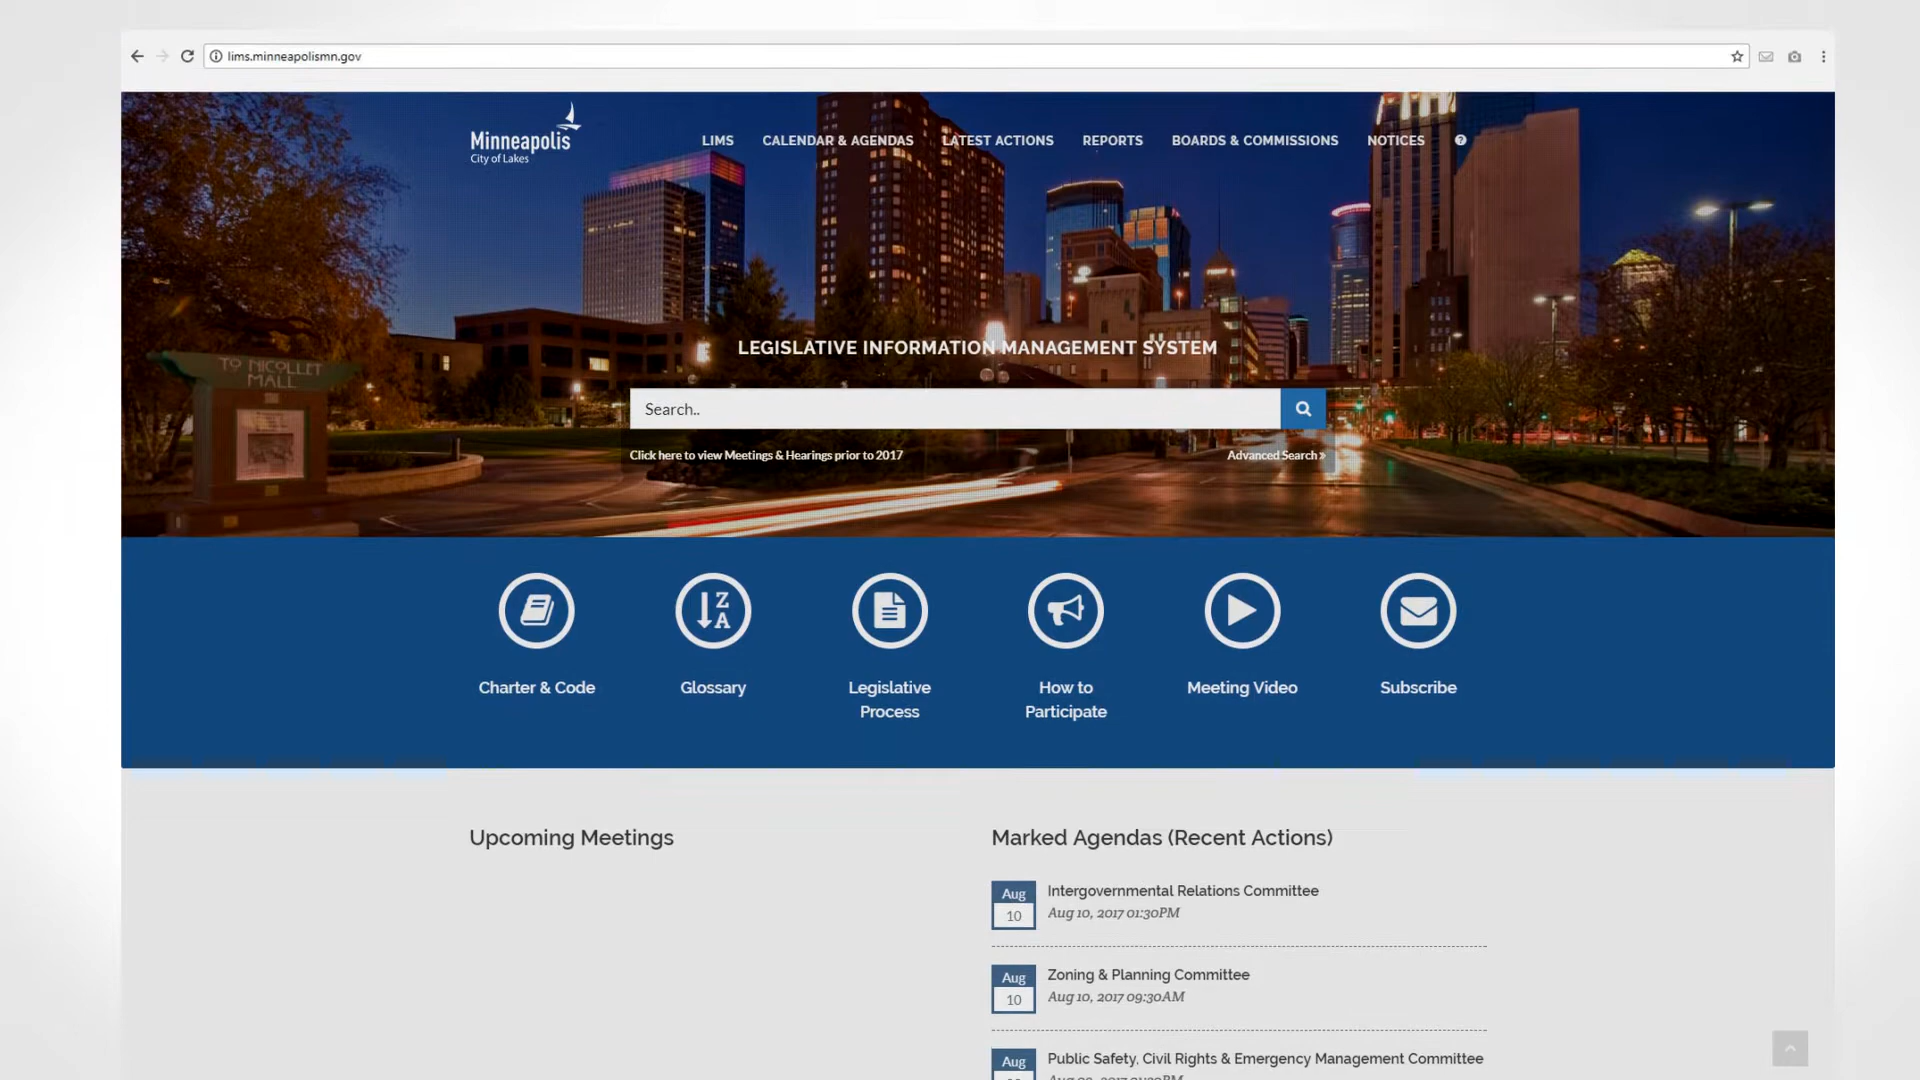 lims.minneapolismn.gov
Minneapolis
City of Lakes
LIMS CALENDAR & AGENDAS LATEST ACTIONS REPORTS BOARDS & COMMISSIONS NOTICES ?
TO NICOLLET
MALL
LEGISLATIVE INFORMATION MANAGEMENT SYSTEM
Search..
Click here to view Meetings & Hearings prior to 2017 Advanced Search »
Z
A
Charter & Code Glossary Legislative Process How to Participate Meeting Video Subscribe
Upcoming Meetings
Marked Agendas (Recent Actions)
Aug
10
Intergovernmental Relations Committee
Aug 10, 2017 01:30PM
Aug
10
Zoning & Planning Committee
Aug 10, 2017 09:30AM
Aug
Public Safety, Civil Rights & Emergency Management Committee